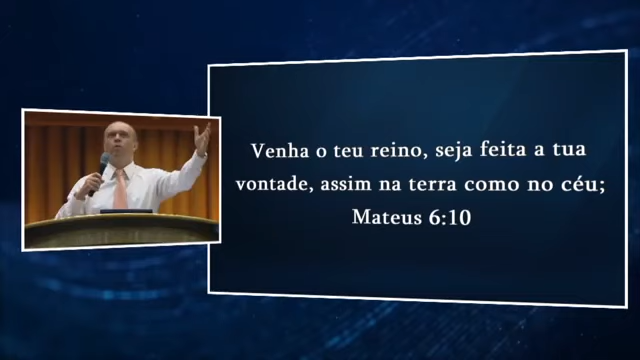 Venha o teu reino, seja feita a tua
vontade, assim na terra como no céu;
Mateus 6:10